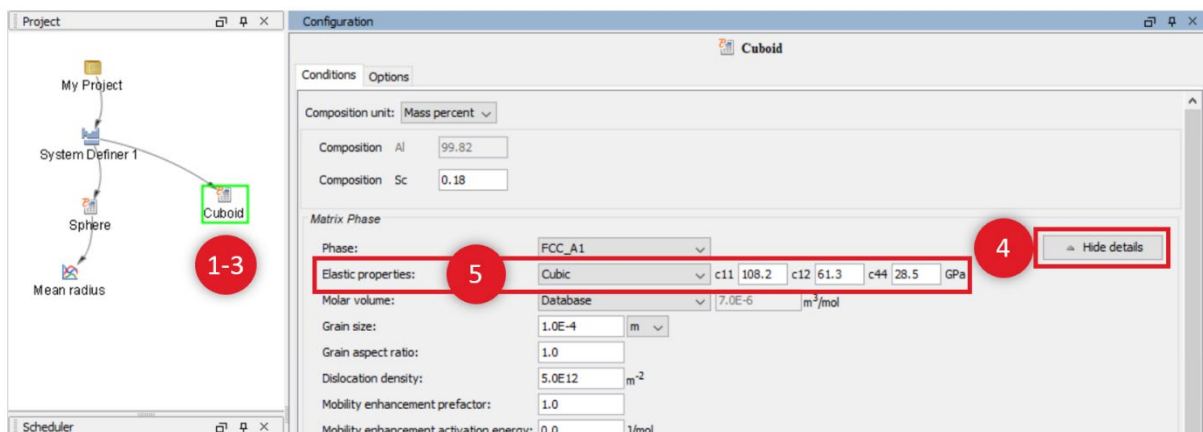 Project
Configuration
Cuboid
My Project
System Definer 1
Sphere
Cuboid
Mean radius
1-3
Scheduler
Conditions Options
Composition unit: Mass percent
Composition Al 99.82
Composition Sc 0.18
Matrix Phase
Phase: FCC_A1
4 Hide details
Elastic properties: 5 Cubic c11 108.2 c12 61.3 c44 28.5 GPa
Molar volume: Database 7.0E-6 m³/mol
Grain size: 1.0E-4 m
Grain aspect ratio: 1.0
Dislocation density: 5.0E12 m⁻²
Mobility enhancement prefactor: 1.0
Mobility enhancement activation energy: 0.0 J/mol